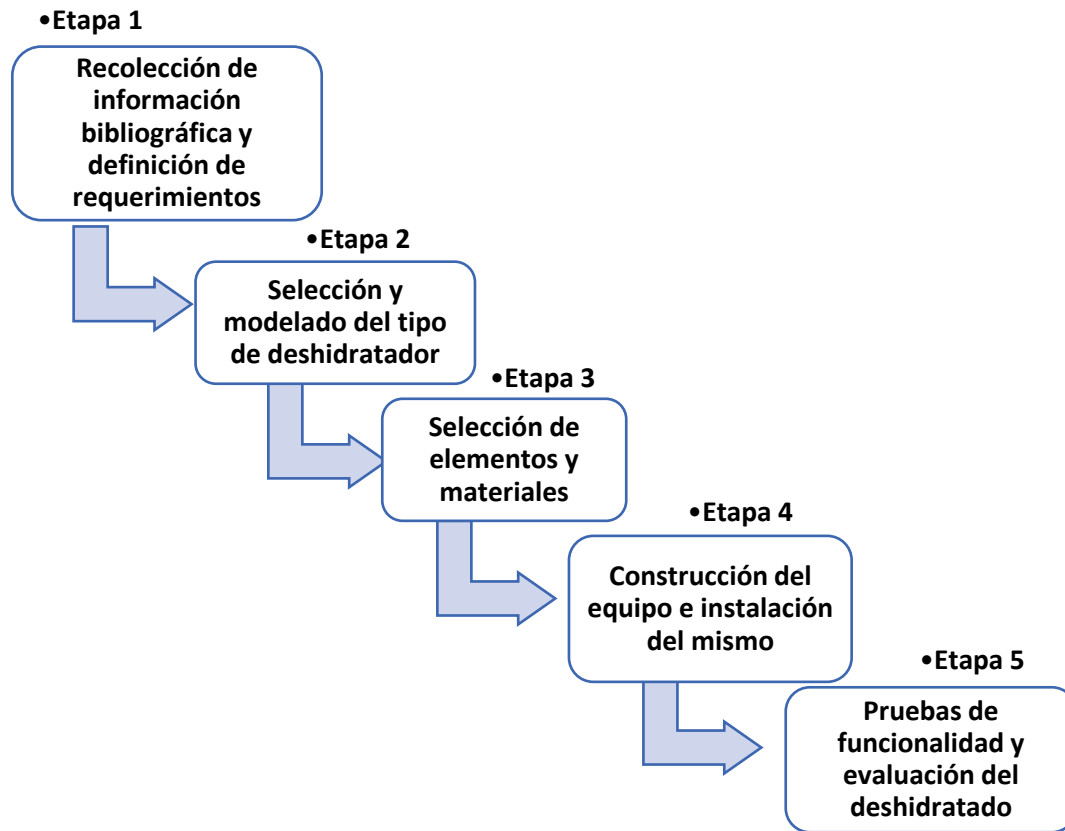 •Etapa 1
Recolección de
información
bibliográfica y
definición de
requerimientos
•Etapa 2
Selección y
modelado del tipo
de deshidratador
•Etapa 3
Selección de
elementos y
materiales
•Etapa 4
Construcción del
equipo e instalación
del mismo
•Etapa 5
Pruebas de
funcionalidad y
evaluación del
deshidratado